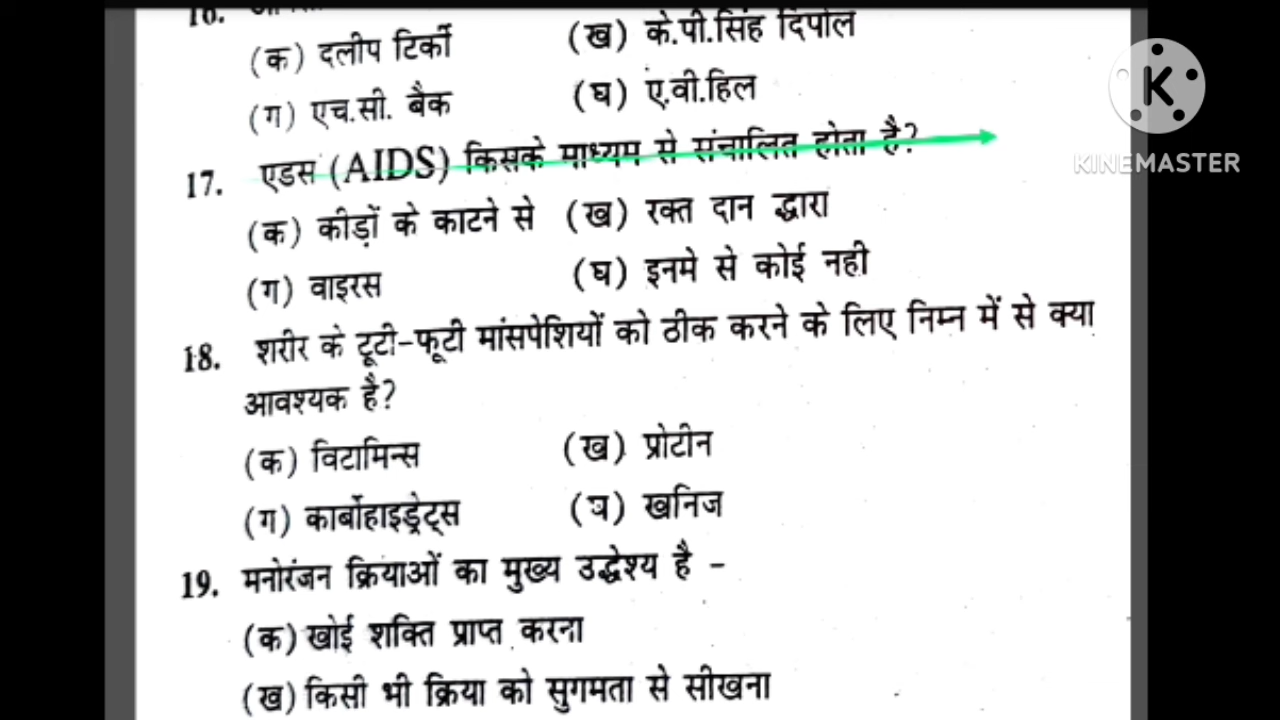 (क) दलीप टिर्की (ख) के.पी.सिंह दिपोल
(ग) एच.सी. बैक (घ) ए.वी.हिल
17. एडस (AIDS) किसके माध्यम से संचालित होता है?
(क) कीड़ों के काटने से (ख) रक्त दान द्धारा
(ग) वाइरस (घ) इनमे से कोई नही
18. शरीर के टूटी-फूटी मांसपेशियों को ठीक करने के लिए निम्न में से क्या
आवश्यक है?
(क) विटामिन्स (ख) प्रोटीन
(ग) कार्बोहाइड्रेट्स (घ) खनिज
19. मनोरंजन क्रियाओं का मुख्य उद्धेश्य है -
(क) खोई शक्ति प्राप्त करना
(ख) किसी भी क्रिया को सुगमता से सीखना
K
KINEMASTER